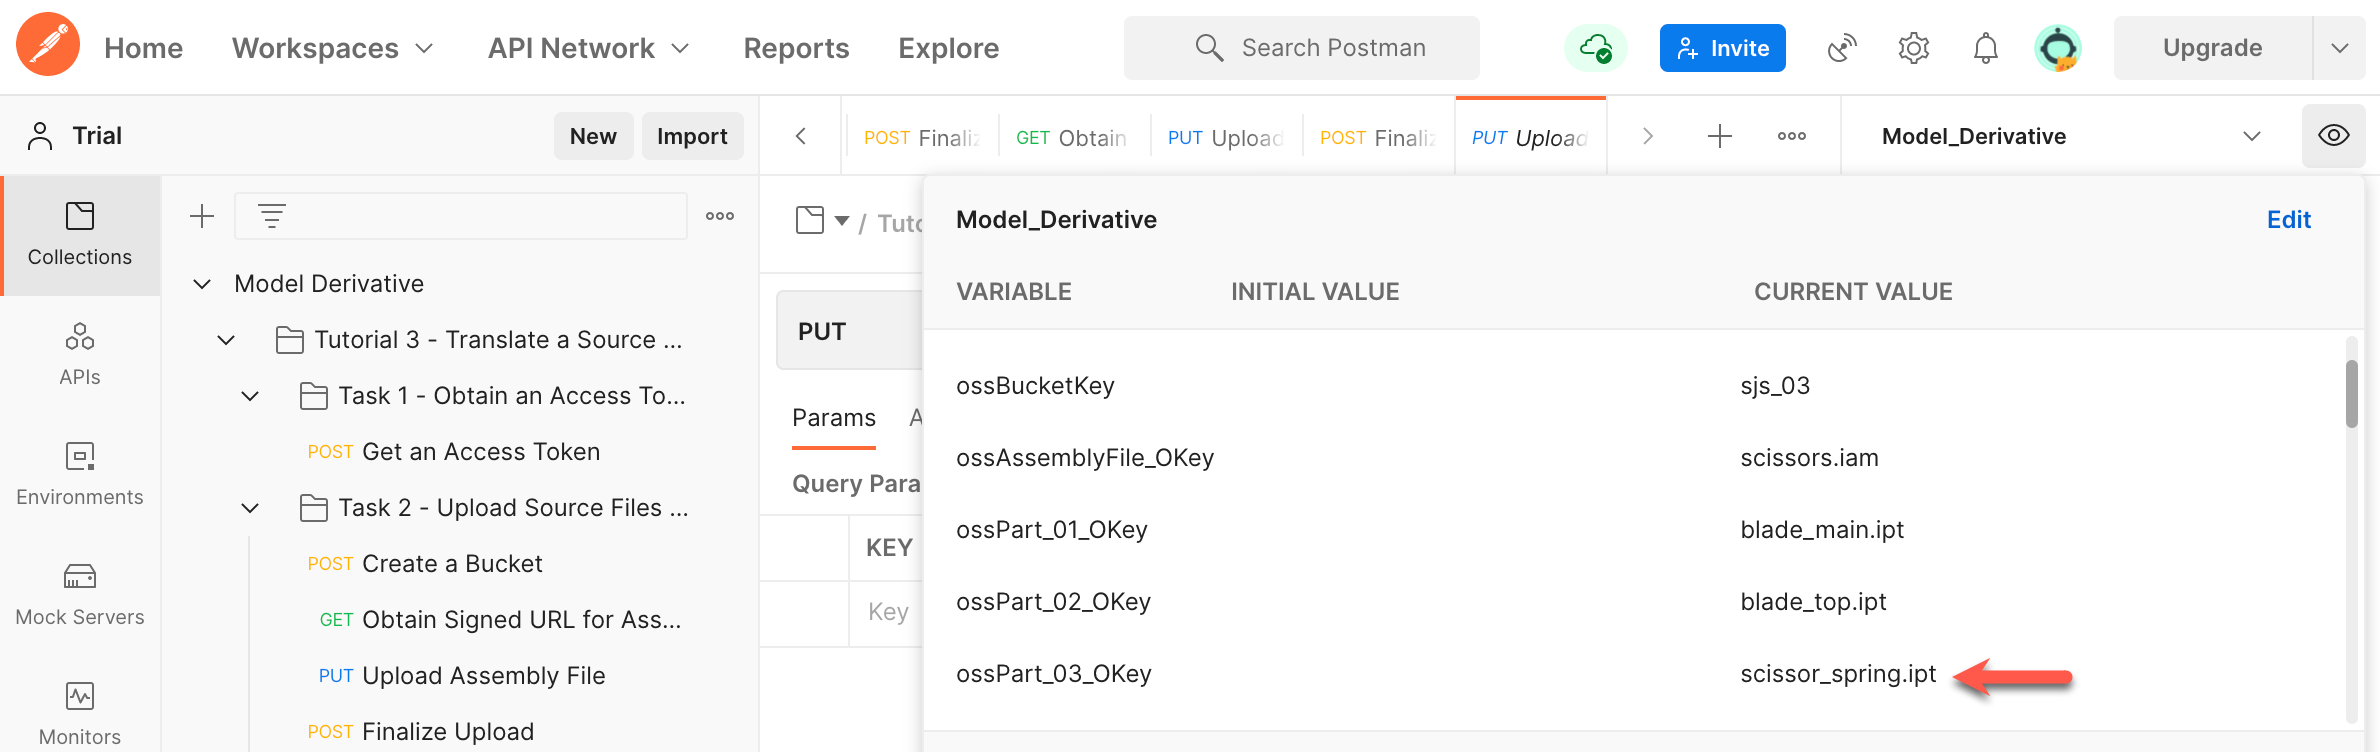 Home Workspaces API Network Reports Explore Search Postman Invite Upgrade
Trial New Import POST Finaliz GET Obtain PUT Upload POST Finaliz PUT Upload Model_Derivative
Collections
APIs
Environments
Mock Servers
Monitors
Model Derivative
Tutorial 3 - Translate a Source ...
Task 1 - Obtain an Access To...
POST Get an Access Token
Task 2 - Upload Source Files ...
POST Create a Bucket
GET Obtain Signed URL for Ass...
PUT Upload Assembly File
POST Finalize Upload
/ Tuto
PUT
Params A
Query Para
KEY
Key
Model_Derivative Edit
VARIABLE INITIAL VALUE CURRENT VALUE
ossBucketKey sjs_03
ossAssemblyFile_OKey scissors.iam
ossPart_01_OKey blade_main.ipt
ossPart_02_OKey blade_top.ipt
ossPart_03_OKey scissor_spring.ipt